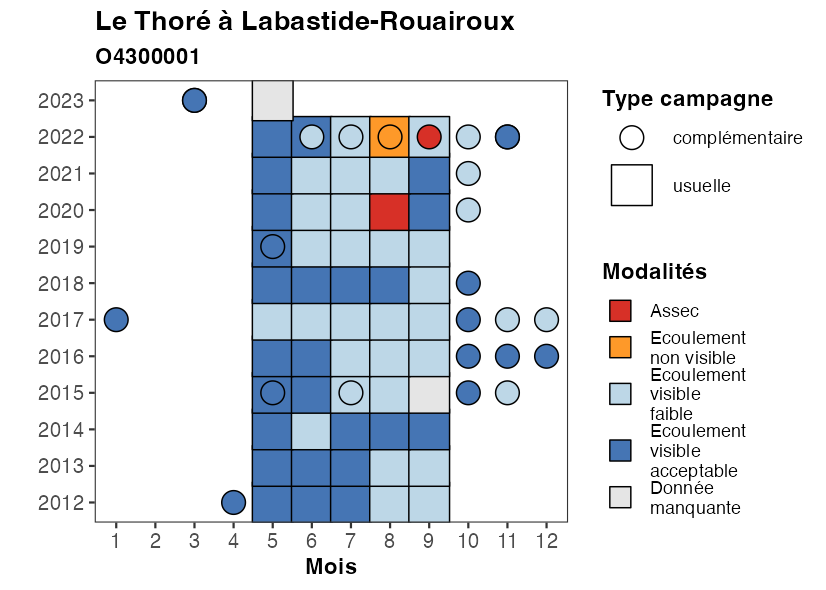 Le Thoré à Labastide-Rouairoux
O4300001
2023
2022
2021
2020
2019
2018
2017
2016
2015
2014
2013
2012
1 2 3 4 5 6 7 8 9 10 11 12
Mois
Type campagne
complémentaire
usuelle
Modalités
Assec
Ecoulement
non visible
Ecoulement
visible
faible
Ecoulement
visible
acceptable
Donnée
manquante